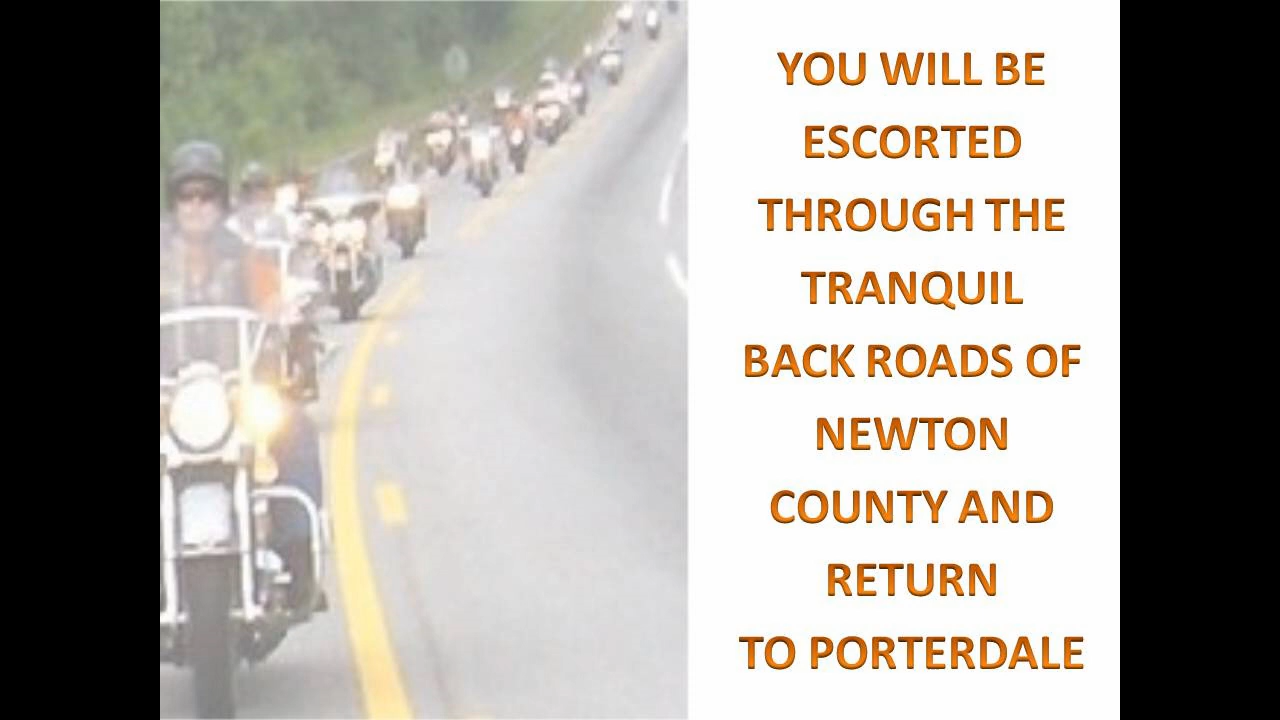 YOU WILL BE
ESCORTED
THROUGH THE
TRANQUIL
BACK ROADS OF
NEWTON
COUNTY AND
RETURN
TO PORTERDALE